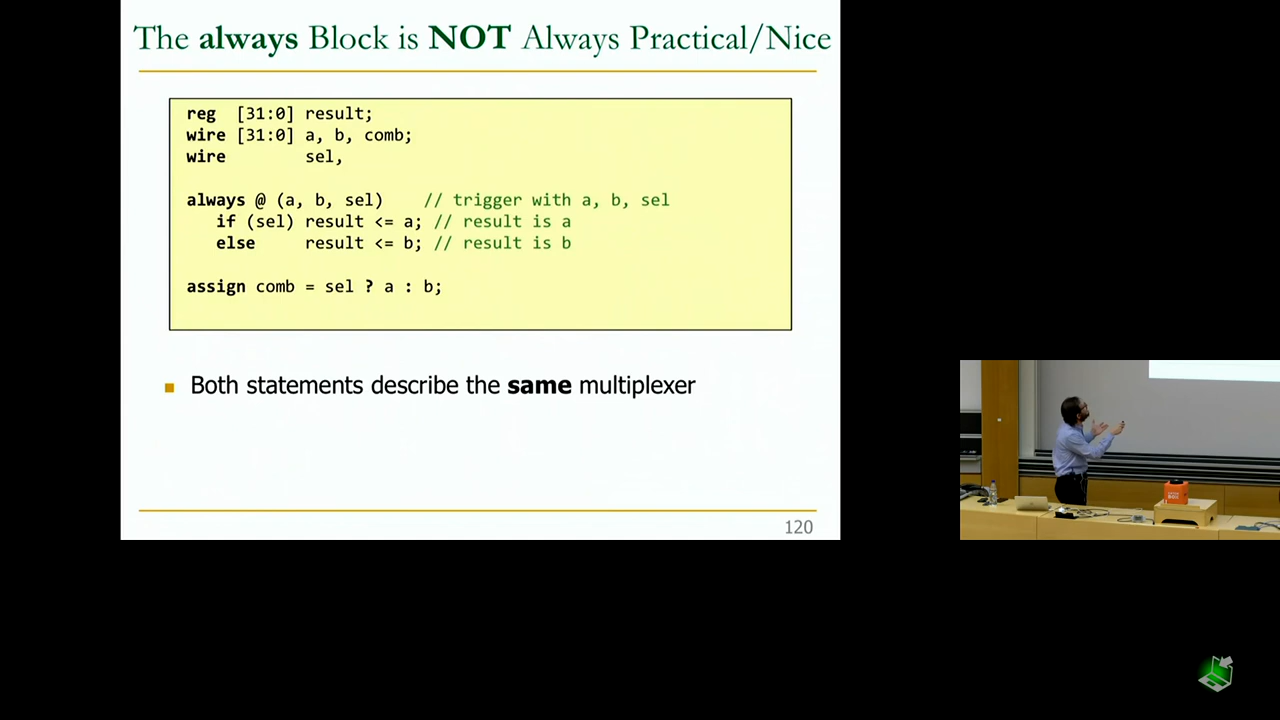 The always Block is NOT Always Practical/Nice
reg [31:0] result;
wire [31:0] a, b, comb;
wire sel,
always @ (a, b, sel) // trigger with a, b, sel
if (sel) result <= a; // result is a
else result <= b; // result is b
assign comb = sel ? a : b;
Both statements describe the same multiplexer
120